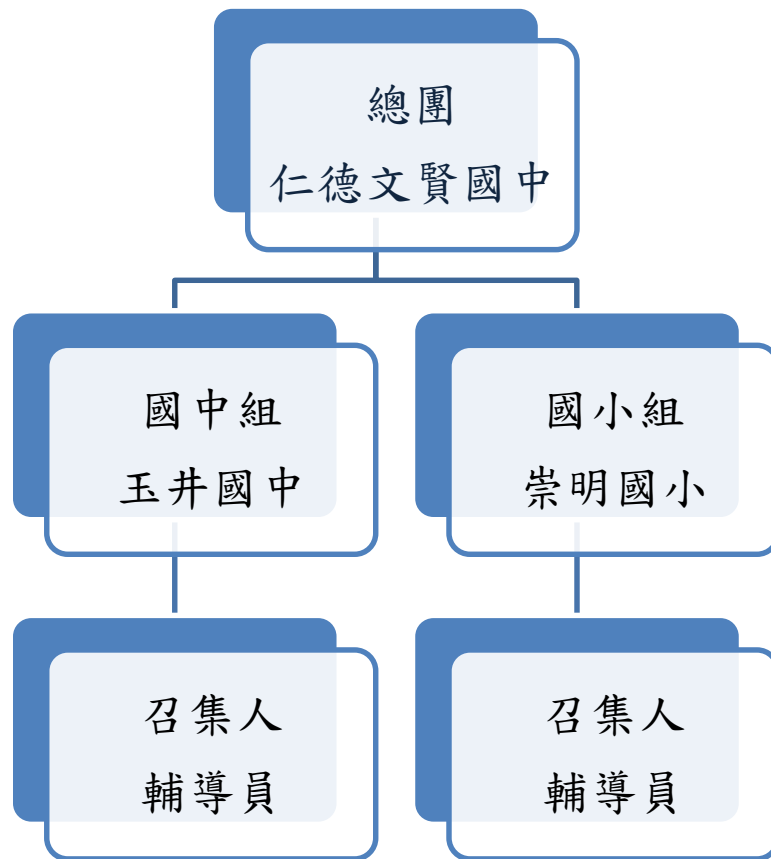 總團
仁德文賢國中
國中組
玉井國中
國小組
崇明國小
召集人
輔導員
召集人
輔導員